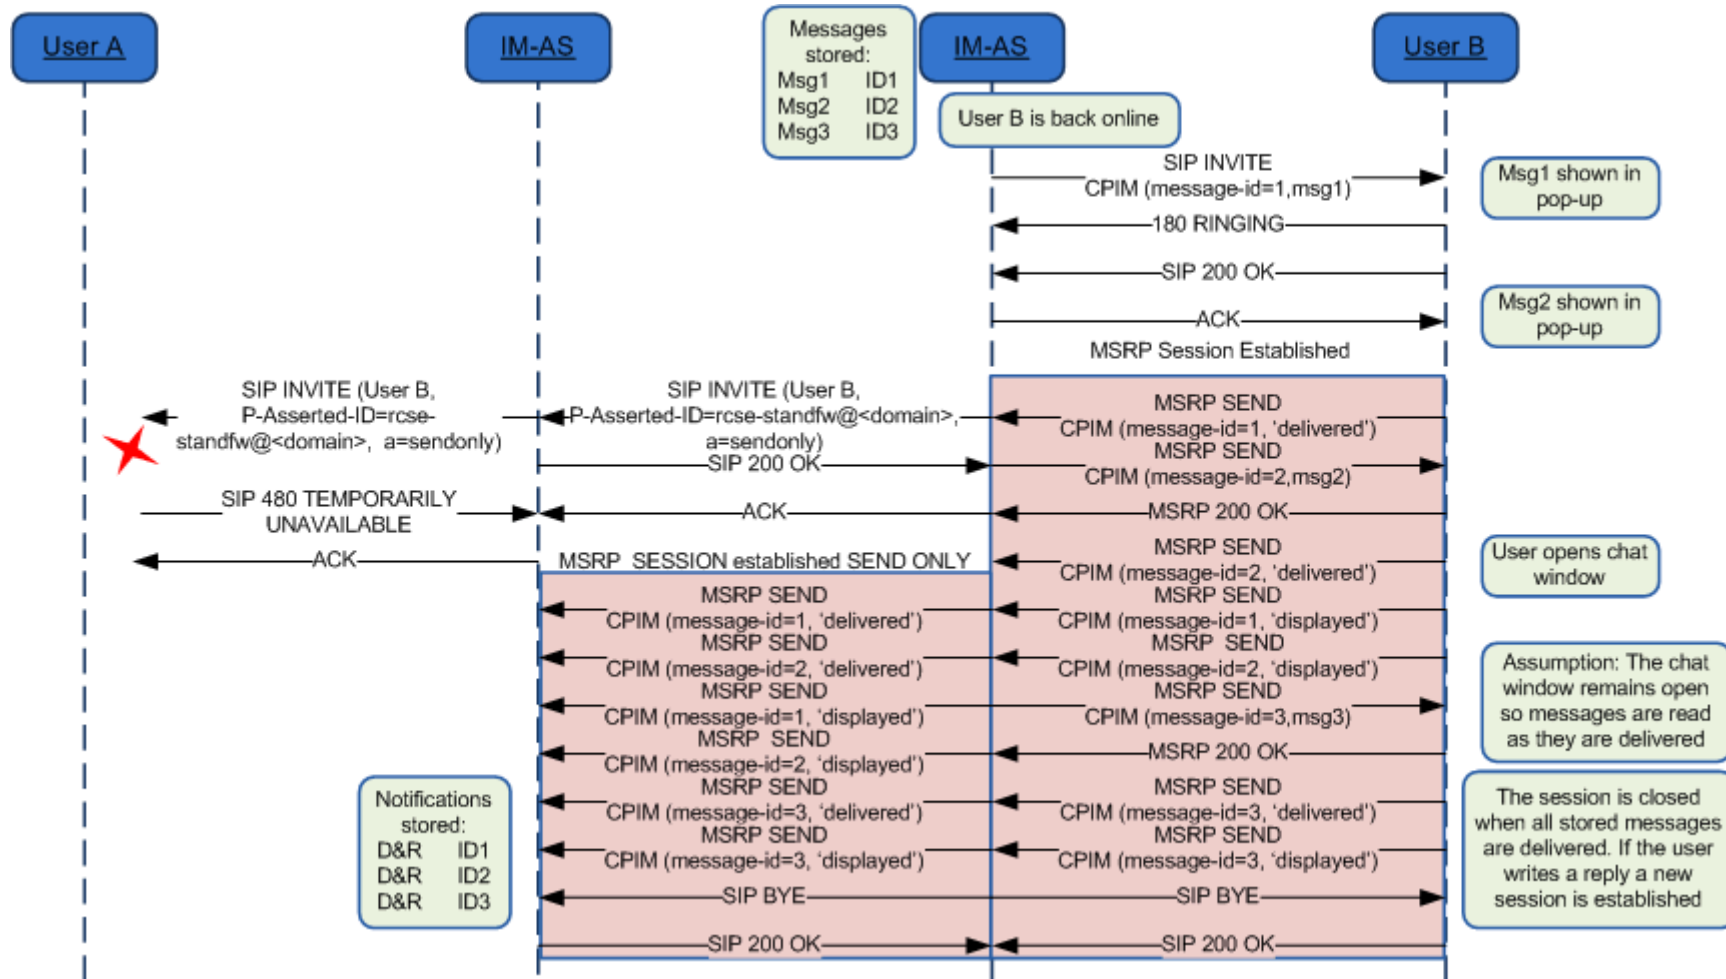 User A
IM-AS
Messages
stored:
Msg1 ID1
Msg2 ID2
Msg3 ID3
IM-AS
User B
User B is back online
SIP INVITE
CPIM (message-id=1,msg1)
Msg1 shown in
pop-up
180 RINGING
SIP 200 OK
ACK
Msg2 shown in
pop-up
MSRP Session Established
SIP INVITE (User B,
P-Asserted-ID=rcse-
standfw@<domain>, a=sendonly)
SIP INVITE (User B,
P-Asserted-ID=rcse-standfw@<domain>,
a=sendonly)
MSRP SEND
CPIM (message-id=1, ‘delivered’)
SIP 200 OK
MSRP SEND
CPIM (message-id=2,msg2)
SIP 480 TEMPORARILY
UNAVAILABLE
ACK
MSRP 200 OK
ACK
MSRP SESSION established SEND ONLY
MSRP SEND
CPIM (message-id=2, ‘delivered’)
User opens chat
window
MSRP SEND
CPIM (message-id=1, ‘delivered’)
MSRP SEND
CPIM (message-id=1, ‘displayed’)
MSRP SEND
CPIM (message-id=2, ‘delivered’)
MSRP SEND
CPIM (message-id=2, ‘displayed’)
Assumption: The chat
window remains open
so messages are read
as they are delivered
MSRP SEND
CPIM (message-id=1, ‘displayed’)
MSRP SEND
CPIM (message-id=3,msg3)
MSRP SEND
CPIM (message-id=2, ‘displayed’)
MSRP 200 OK
Notifications
stored:
D&R ID1
D&R ID2
D&R ID3
MSRP SEND
CPIM (message-id=3, ‘delivered’)
MSRP SEND
CPIM (message-id=3, ‘delivered’)
The session is closed
when all stored messages
are delivered. If the user
writes a reply a new
session is established
MSRP SEND
CPIM (message-id=3, ‘displayed’)
MSRP SEND
CPIM (message-id=3, ‘displayed’)
SIP BYE
SIP BYE
SIP 200 OK
SIP 200 OK